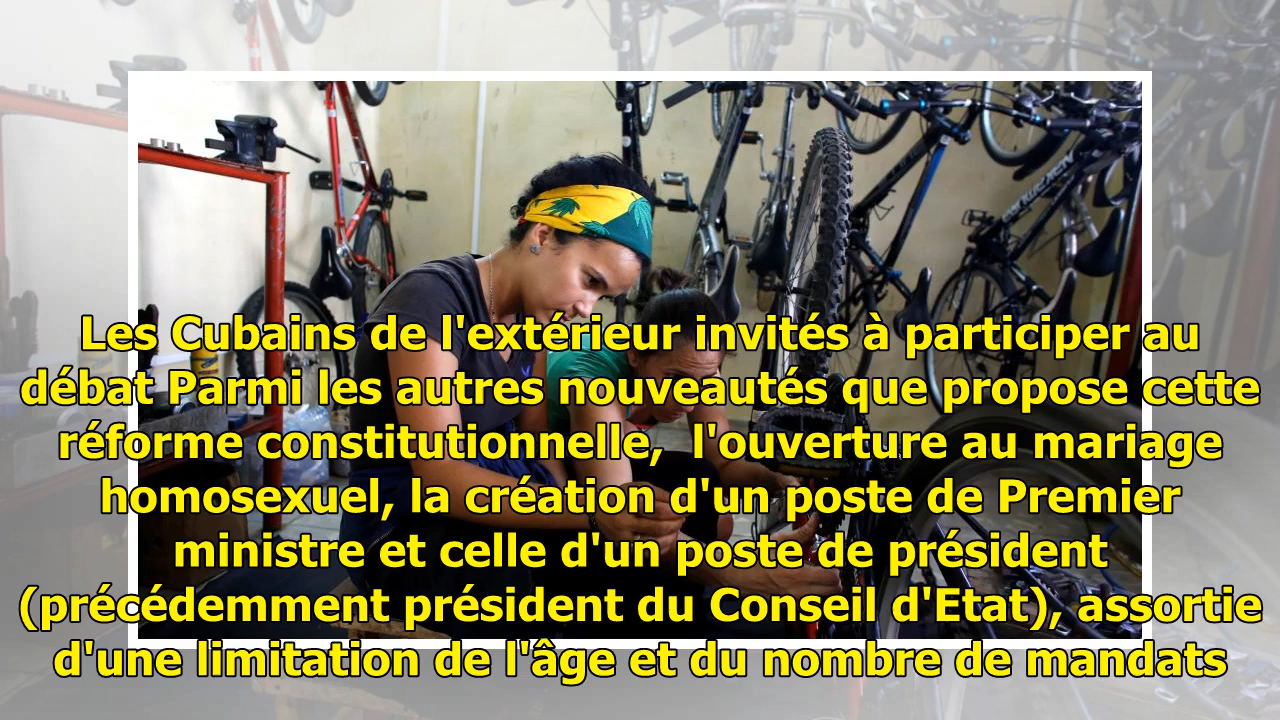 Les Cubains de l'extérieur invités à participer au
débat Parmi les autres nouveautés que propose cette
réforme constitutionnelle,  l'ouverture au mariage
homosexuel, la création d'un poste de Premier
ministre et celle d'un poste de président
(précédemment président du Conseil d'Etat), assortie
d'une limitation de l'âge et du nombre de mandats